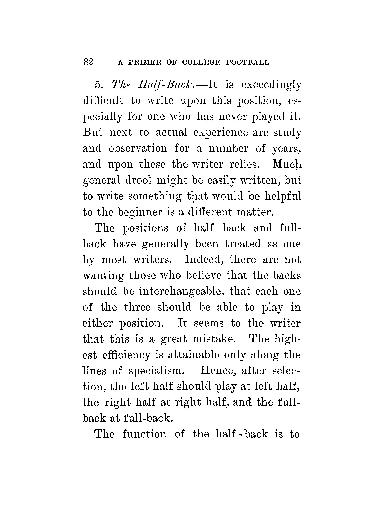 82 A PRIMER OF COLLEGE FOOTBALL
5. The Half-Back.—It is exceedingly
difficult to write upon this position, es-
pecially for one who has never played it.
But next to actual experience are study
and observation for a number of years,
and upon these the writer relies. Much
general drool might be easily written, but
to write something that would be helpful
to the beginner is a different matter.
The positions of half back and full-
back have generally been treated as one
by most writers. Indeed, there are not
wanting those who believe that the backs
should be interchangeable, that each one
of the three should be able to play in
either position. It seems to the writer
that this is a great mistake. The high-
est efficiency is attainable only along the
lines of specialism. Hence, after selec-
tion, the left half should play at left half,
the right half at right half, and the full-
back at full-back.
The function of the half-back is to